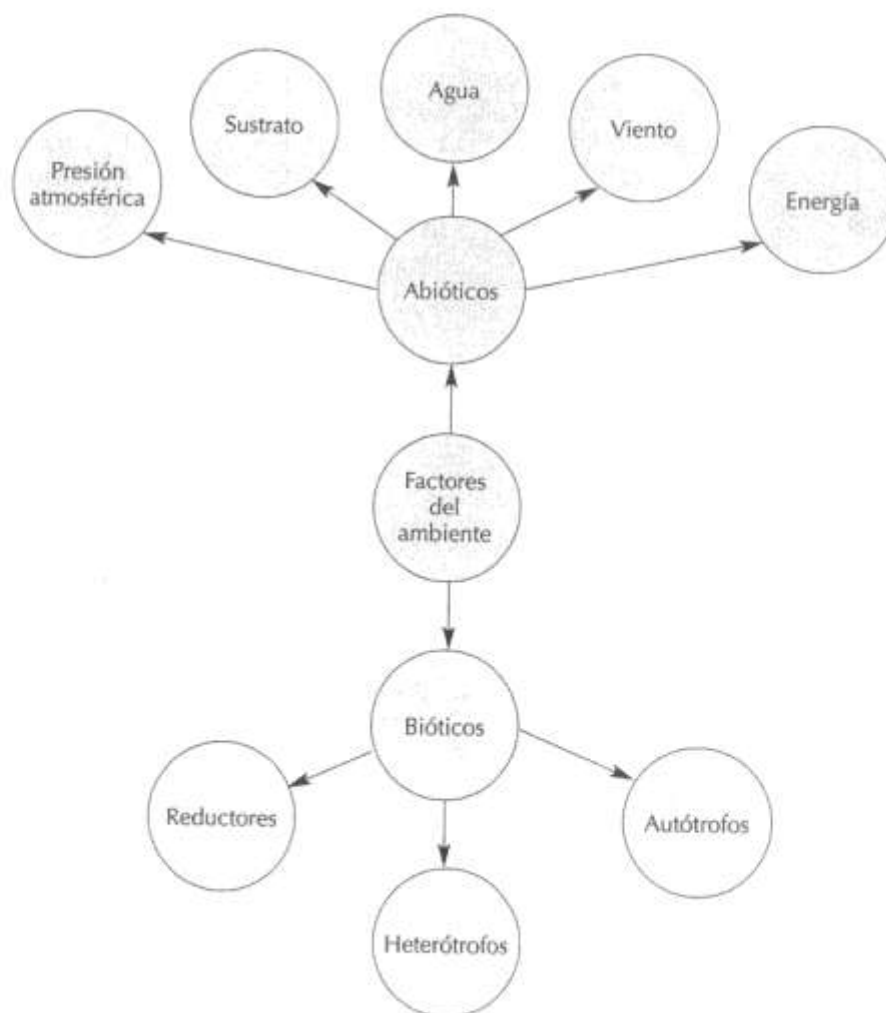 Agua
Sustrato
Viento
Presión
atmosférica
Energía
Abióticos
Factores
del
ambiente
Bióticos
Reductores
Autótrofos
Heterótrofos